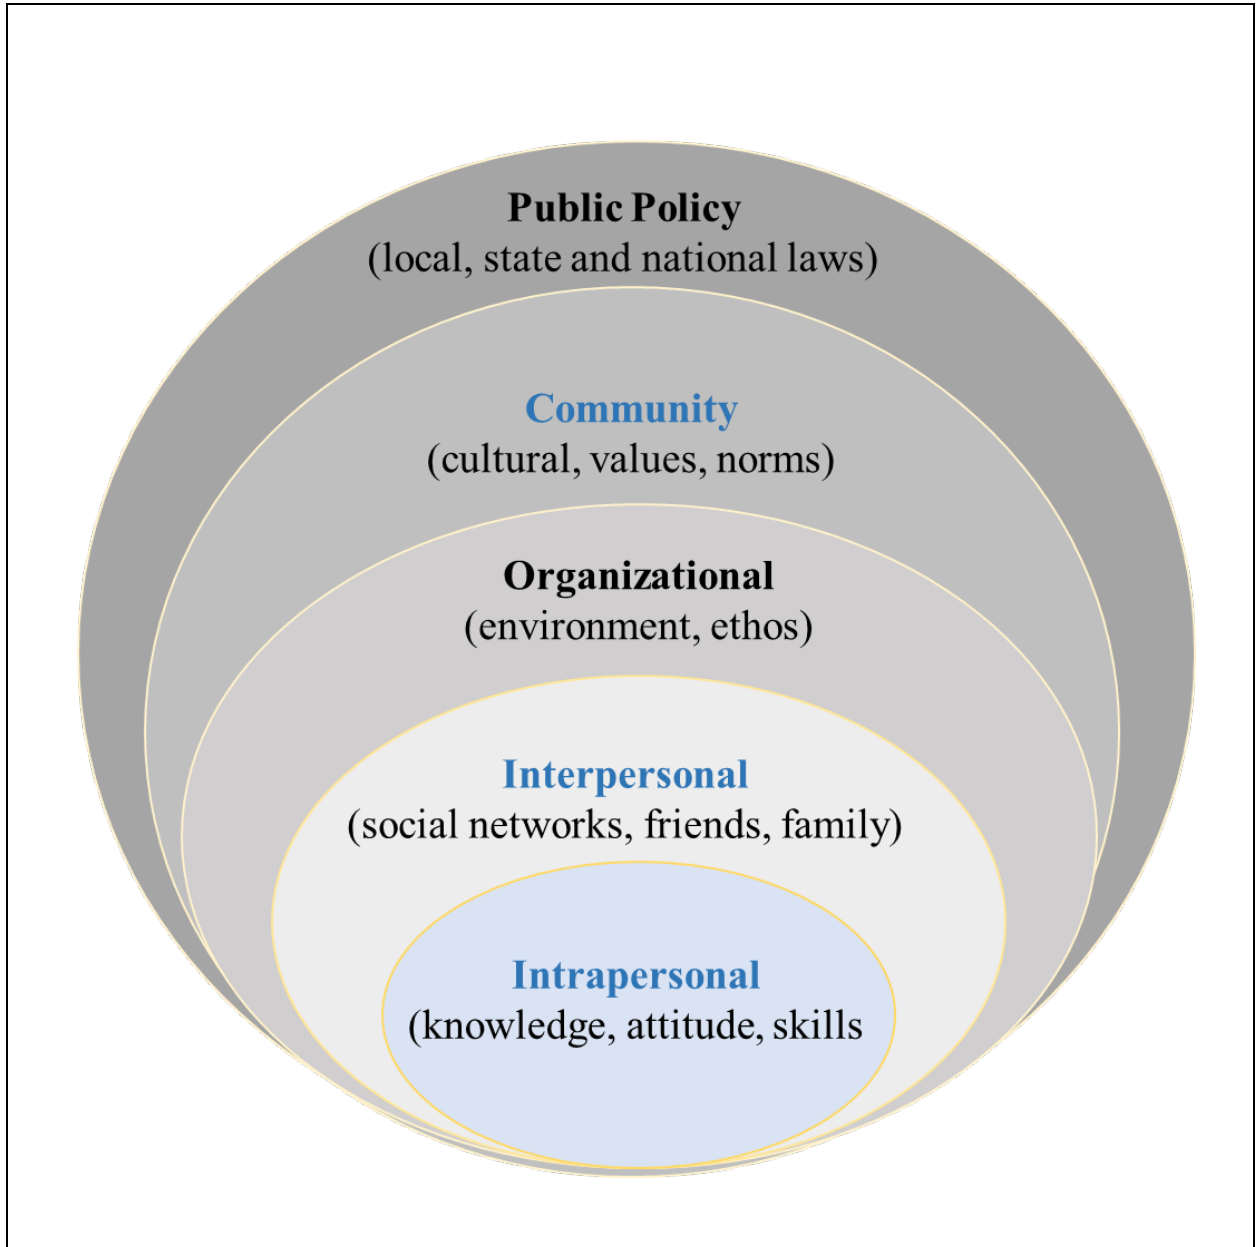 Public Policy
(local, state and national laws)
Community
(cultural, values, norms)
Organizational
(environment, ethos)
Interpersonal
(social networks, friends, family)
Intrapersonal
(knowledge, attitude, skills